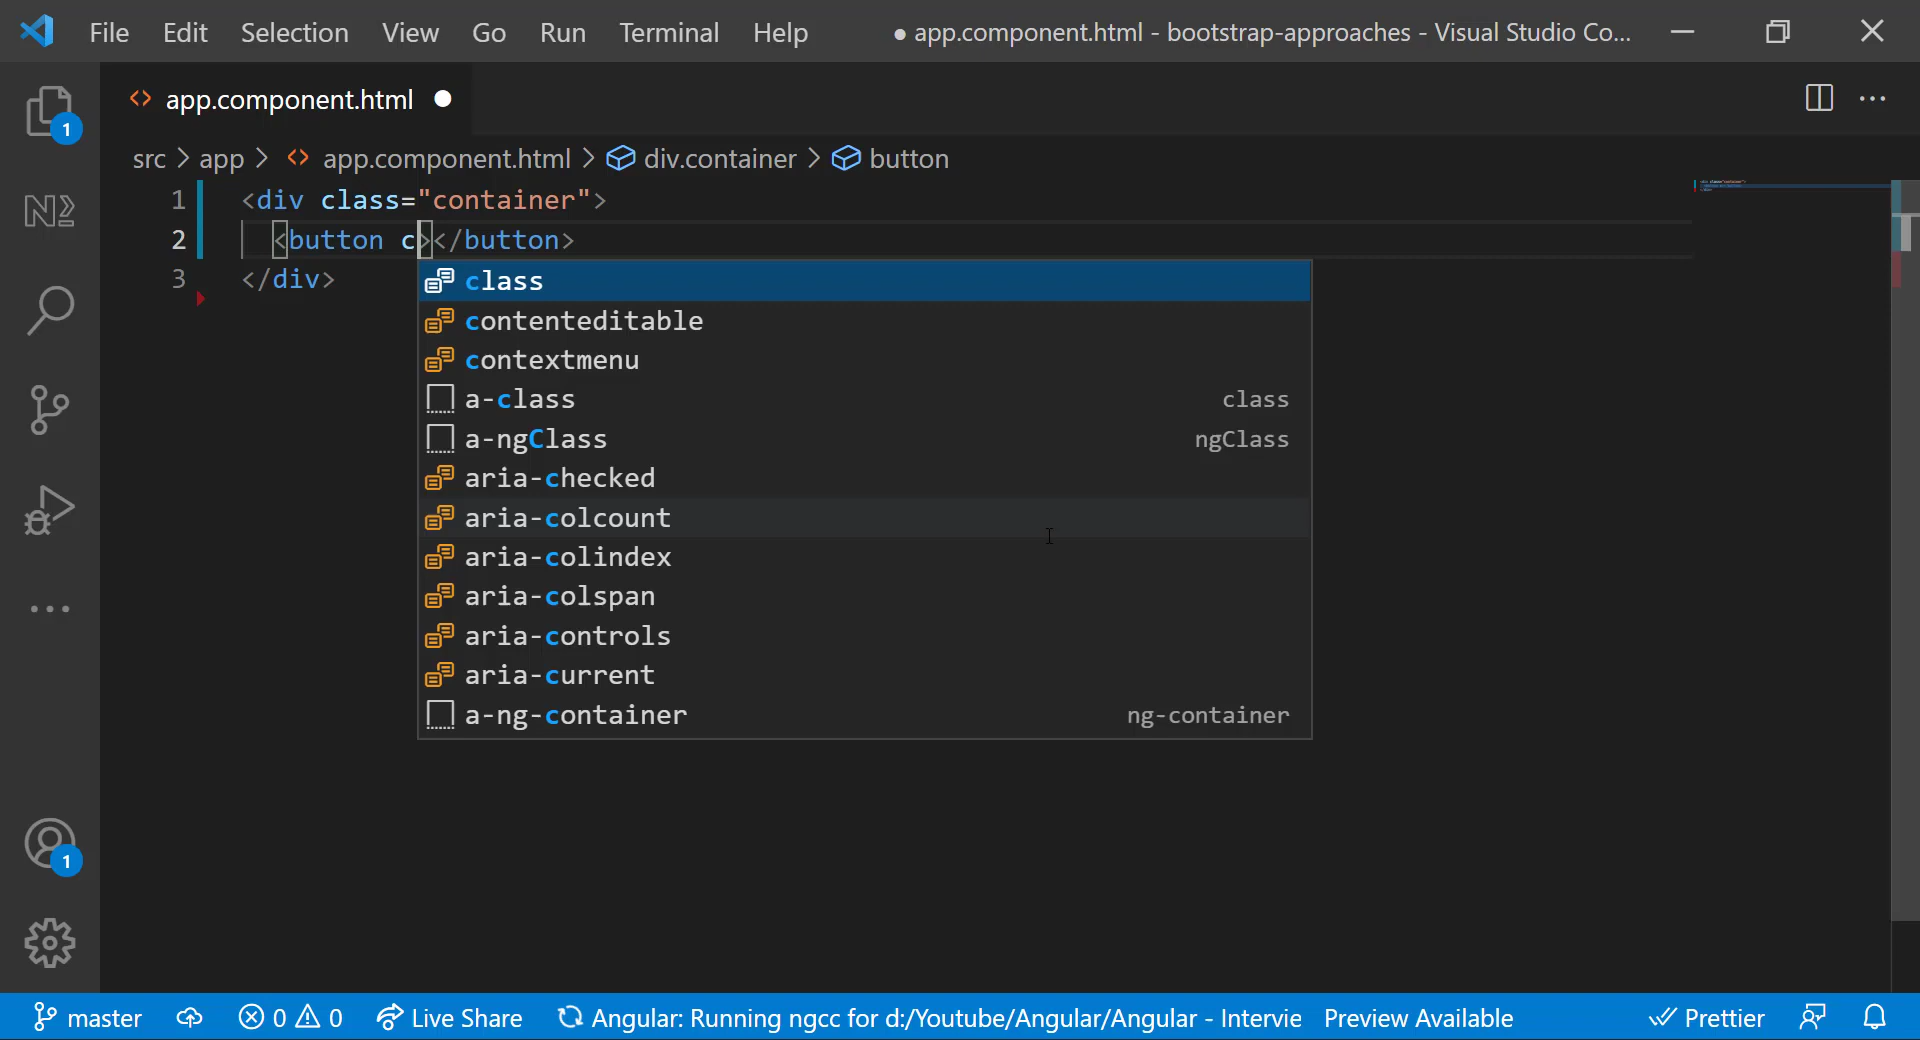 File Edit Selection View Go Run Terminal Help ● app.component.html - bootstrap-approaches - Visual Studio Co...
app.component.html ●
1
src > app > app.component.html > div.container > button
1 <div class="container">
2 <button c></button>
3 </div>
class
contenteditable
contextmenu
a-class class
a-ngClass ngClass
aria-checked
aria-colcount
aria-colindex
aria-colspan
aria-controls
aria-current
a-ng-container ng-container
1
master 0 0 Live Share Angular: Running ngcc for d:/Youtube/Angular/Angular - Intervie Preview Available Prettier